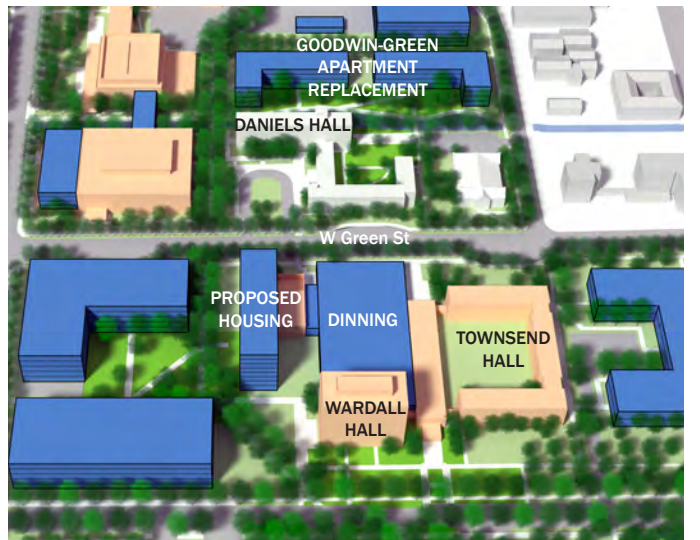 GOODWIN-GREEN
APARTMENT
REPLACEMENT
DANIELS HALL
W Green St
PROPOSED
HOUSING
DINNING
TOWNSEND
HALL
WARDALL
HALL